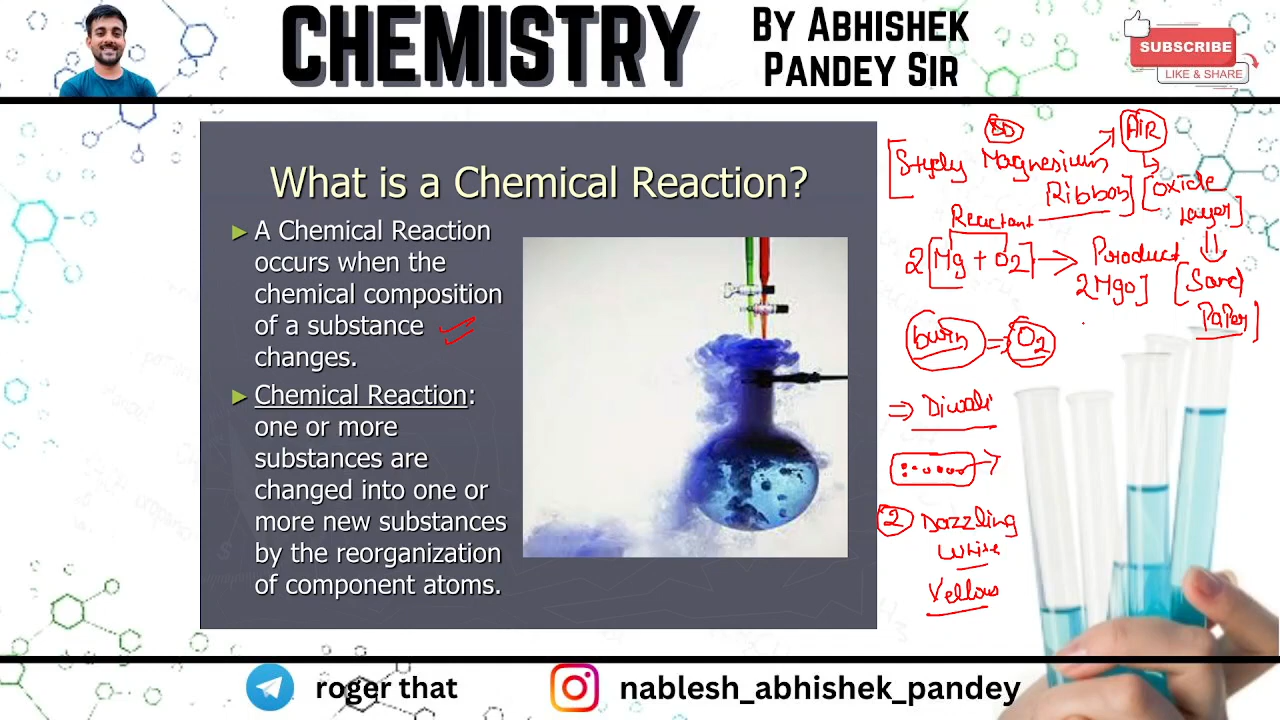 CHEMISTRY
By Abhishek
Pandey Sir
SUBSCRIBE
LIKE & SHARE
What is a Chemical Reaction?
► A Chemical Reaction
occurs when the
chemical composition
of a substance
changes.
► Chemical Reaction:
one or more
substances are
changed into one or
more new substances
by the reorganization
of component atoms.
AIR
Magnesium
Ribbon] [Oxide
Layer]
Reactant
2[Mg + O2] → Product
2MgO] [Sand
Paper]
burn ⇒ O2
⇒ Diwali
2 Dazzling
White
Yellow
roger that
nablesh_abhishek_pandey